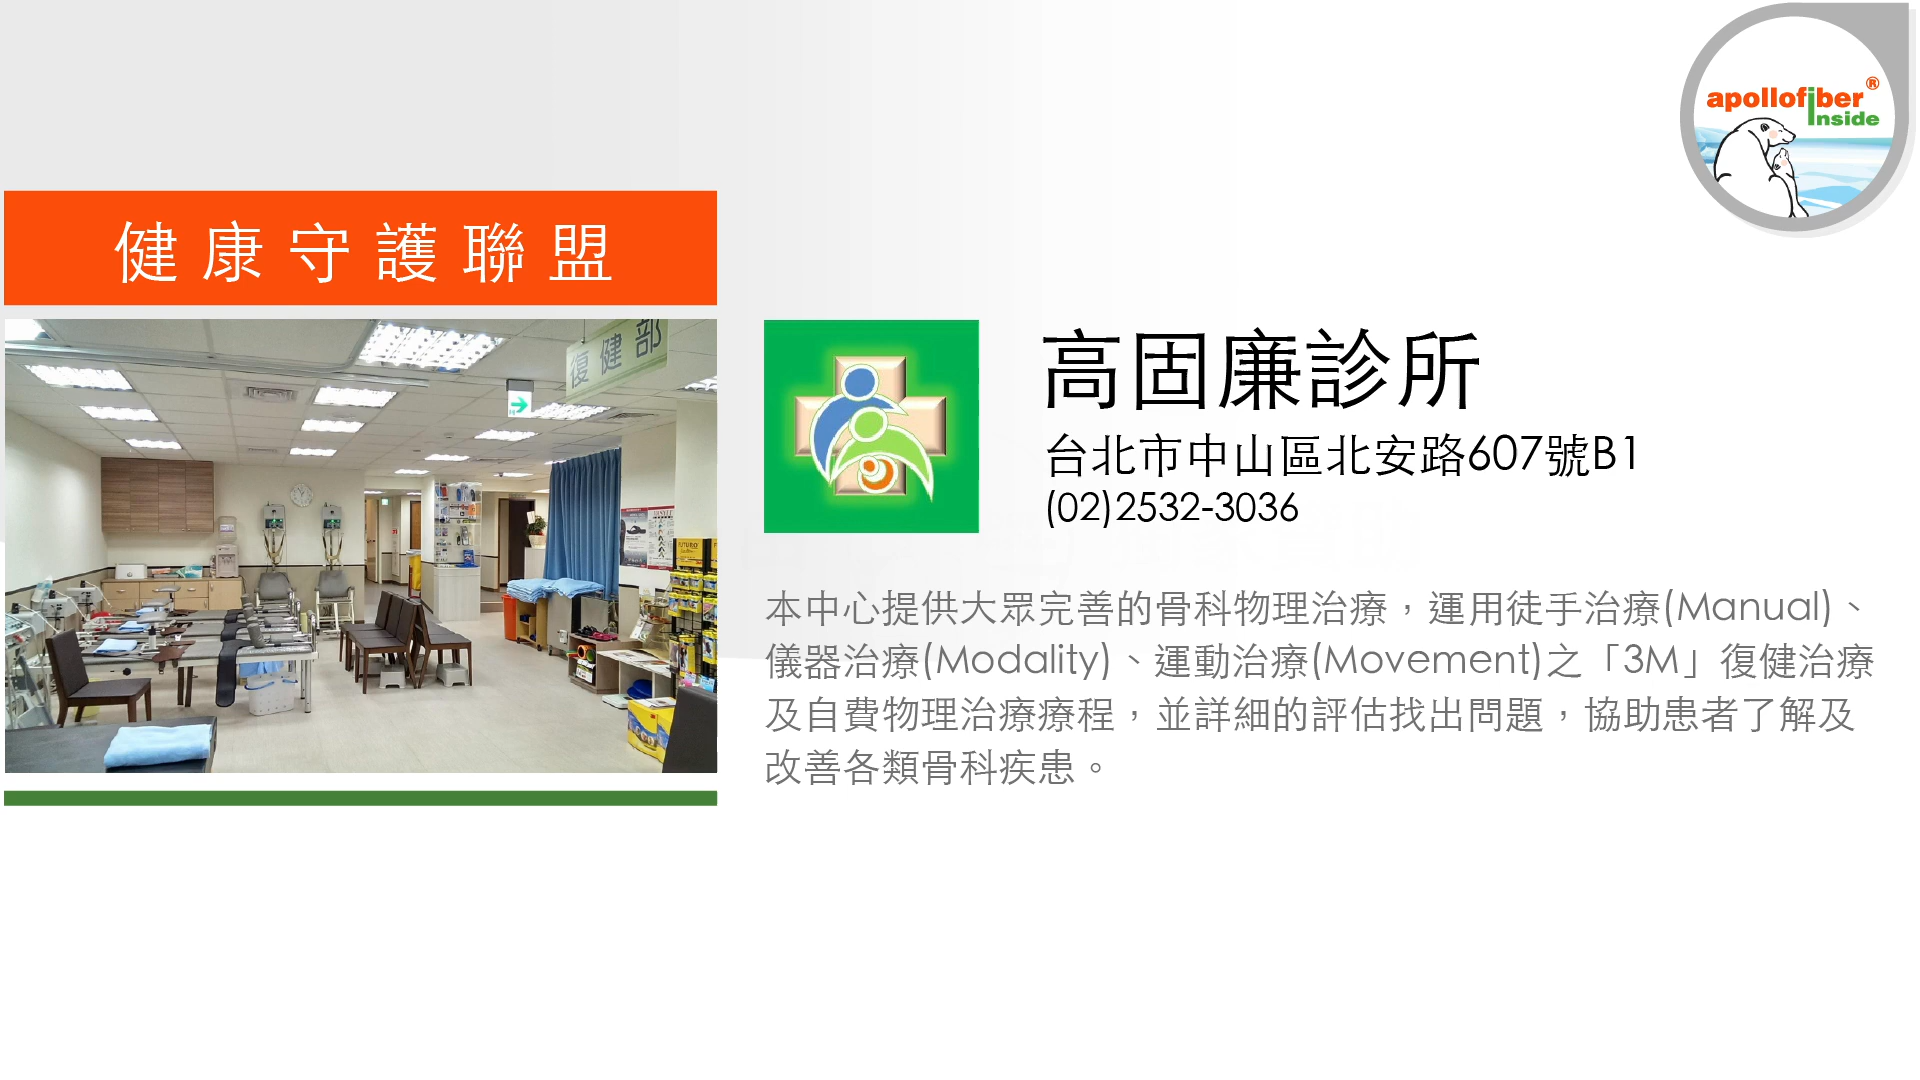 apollofiber®
inside
健康守護聯盟
復健部
高固廉診所
台北市中山區北安路607號B1
(02)2532-3036
本中心提供大眾完善的骨科物理治療，運用徒手治療(Manual)、
儀器治療(Modality)、運動治療(Movement)之「3M」復健治療
及自費物理治療療程，並詳細的評估找出問題，協助患者了解及
改善各類骨科疾患。